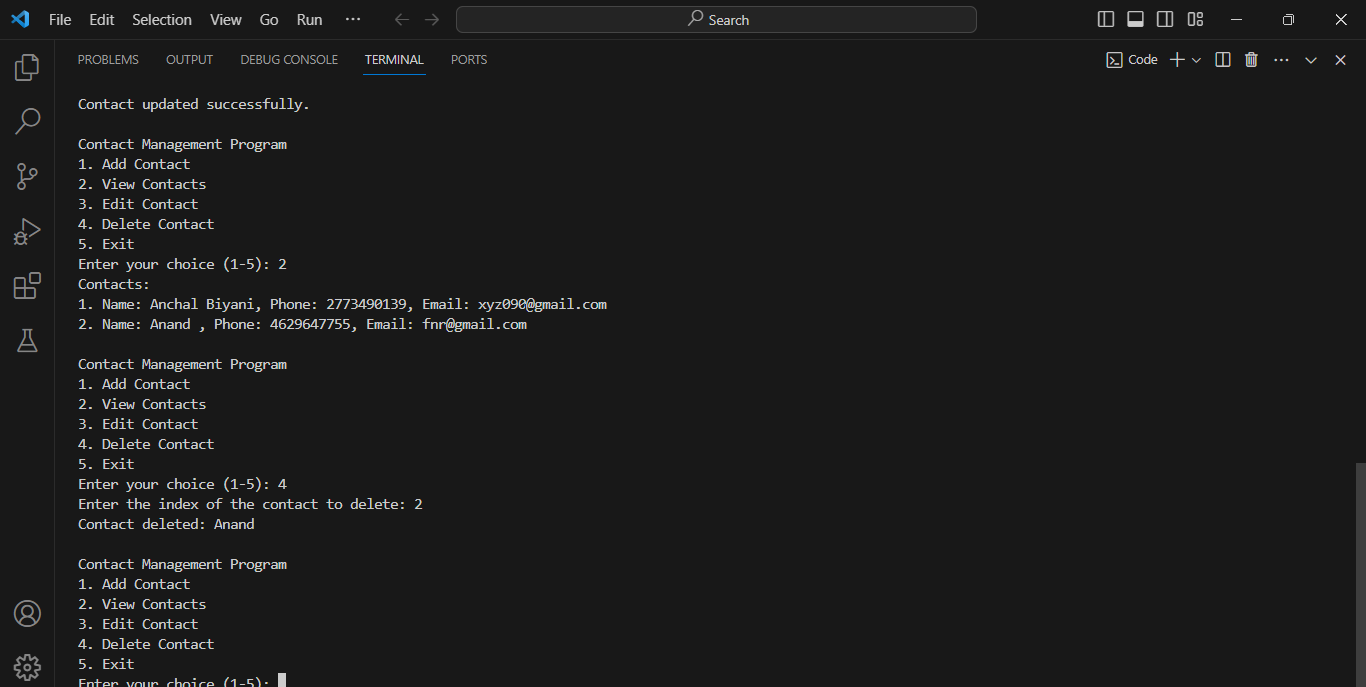 File Edit Selection View Go Run ··· Search
PROBLEMS OUTPUT DEBUG CONSOLE TERMINAL PORTS Code
Contact updated successfully.
Contact Management Program
1. Add Contact
2. View Contacts
3. Edit Contact
4. Delete Contact
5. Exit
Enter your choice (1-5): 2
Contacts:
1. Name: Anchal Biyani, Phone: 2773490139, Email: xyz090@gmail.com
2. Name: Anand , Phone: 4629647755, Email: fnr@gmail.com
Contact Management Program
1. Add Contact
2. View Contacts
3. Edit Contact
4. Delete Contact
5. Exit
Enter your choice (1-5): 4
Enter the index of the contact to delete: 2
Contact deleted: Anand
Contact Management Program
1. Add Contact
2. View Contacts
3. Edit Contact
4. Delete Contact
5. Exit
Enter your choice (1-5):